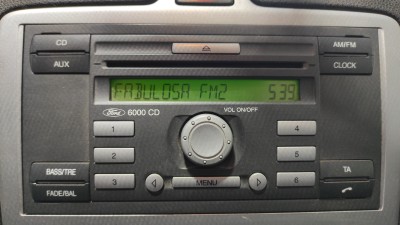 CD
AM/FM
AUX
CLOCK
FABULOSA FM2 539
Ford 6000 CD
VOL ON/OFF
1
4
2
5
BASS/TRE
TA
3
6
FADE/BAL
MENU